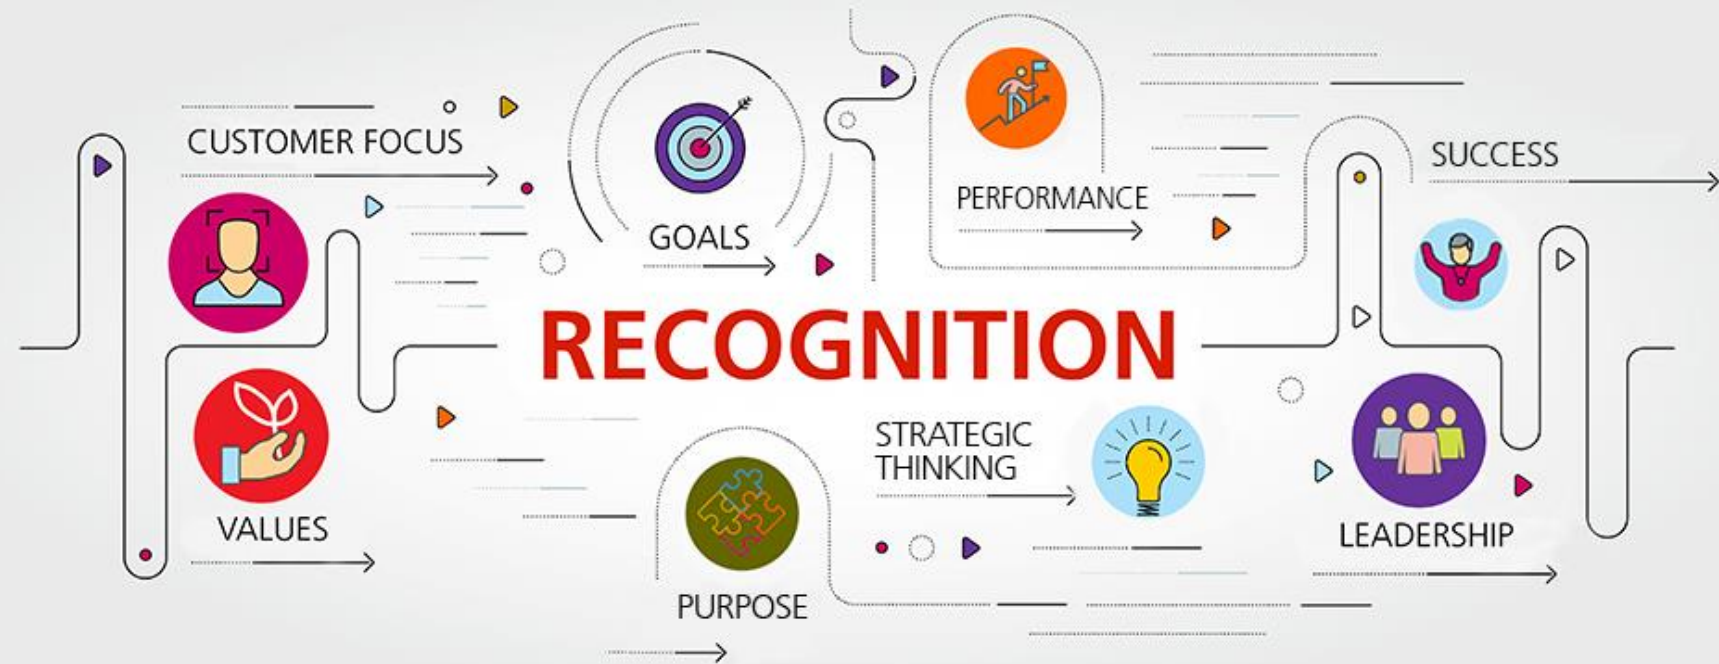 CUSTOMER FOCUS
GOALS
PERFORMANCE
SUCCESS
RECOGNITION
VALUES
PURPOSE
STRATEGIC
THINKING
LEADERSHIP